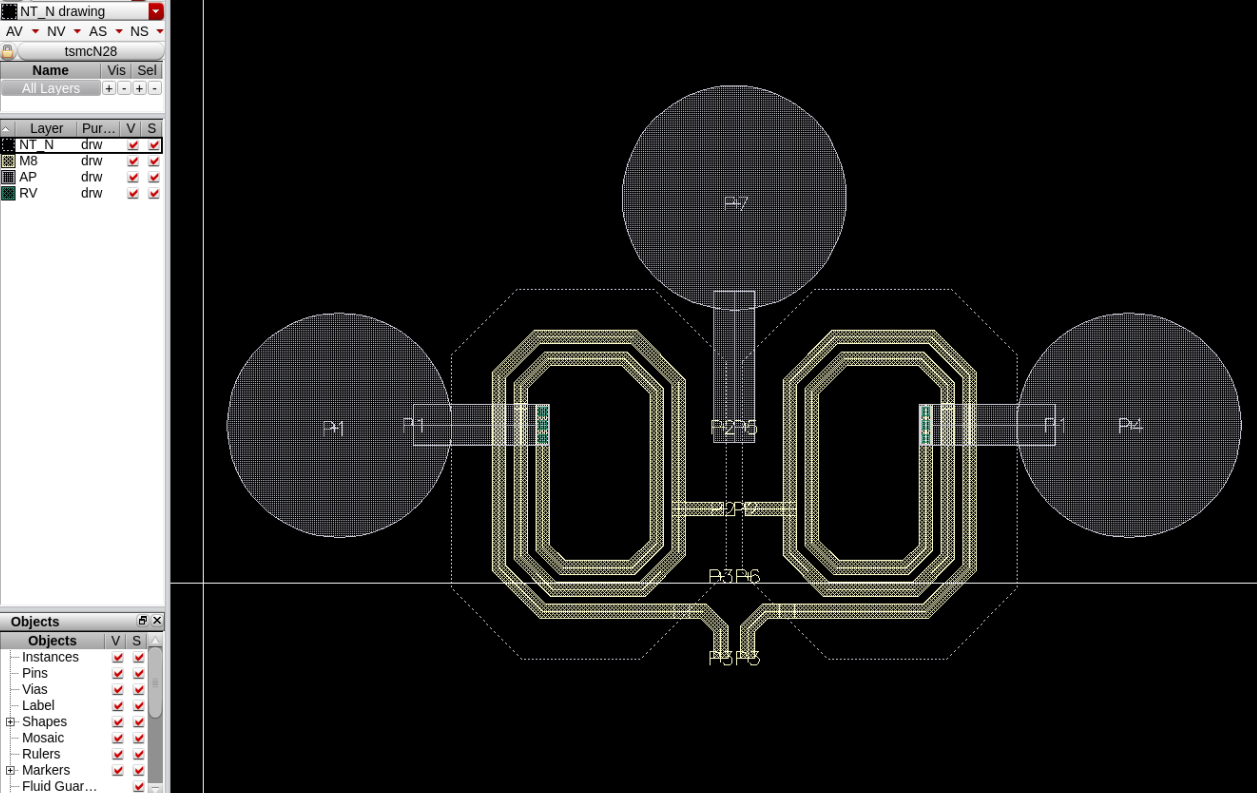 NT_N drawing
AV NV AS NS
tsmcN28
Name Vis Sel
All Layers + - + -
Layer Pur... V S
NT_N drw
M8 drw
AP drw
RV drw
Objects
Objects V S
Instances
Pins
Vias
Label
Shapes
Mosaic
Rulers
Markers
Fluid Guar...
P7
P1 P1
P1 P4
P2P5
P3P6
P3 P3